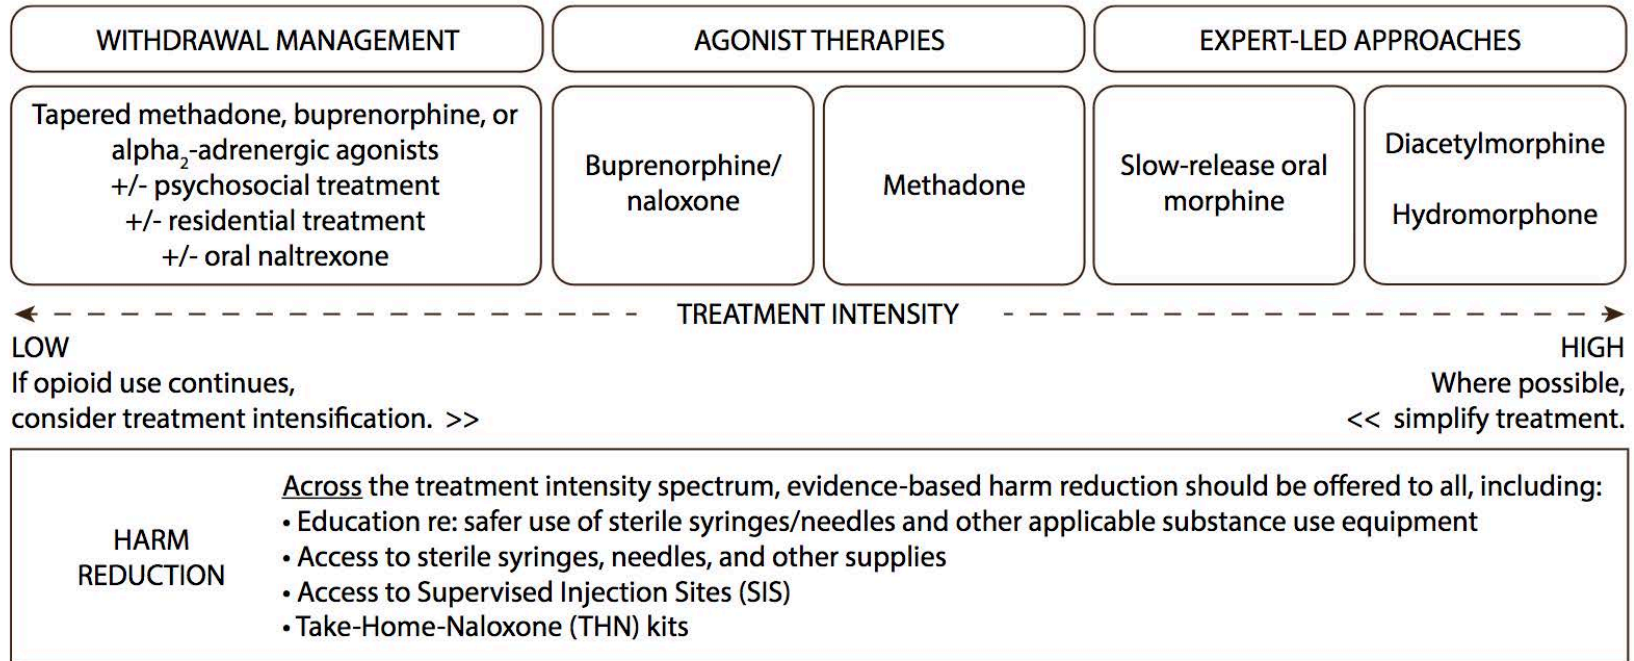 WITHDRAWAL MANAGEMENT
AGONIST THERAPIES
EXPERT-LED APPROACHES
Tapered methadone, buprenorphine, or
alpha₂-adrenergic agonists
+/- psychosocial treatment
+/- residential treatment
+/- oral naltrexone
Buprenorphine/
naloxone
Methadone
Slow-release oral
morphine
Diacetylmorphine
Hydromorphone
TREATMENT INTENSITY
LOW
If opioid use continues,
consider treatment intensification. >>
HIGH
Where possible,
<< simplify treatment.
HARM
REDUCTION
Across the treatment intensity spectrum, evidence-based harm reduction should be offered to all, including:
• Education re: safer use of sterile syringes/needles and other applicable substance use equipment
• Access to sterile syringes, needles, and other supplies
• Access to Supervised Injection Sites (SIS)
• Take-Home-Naloxone (THN) kits